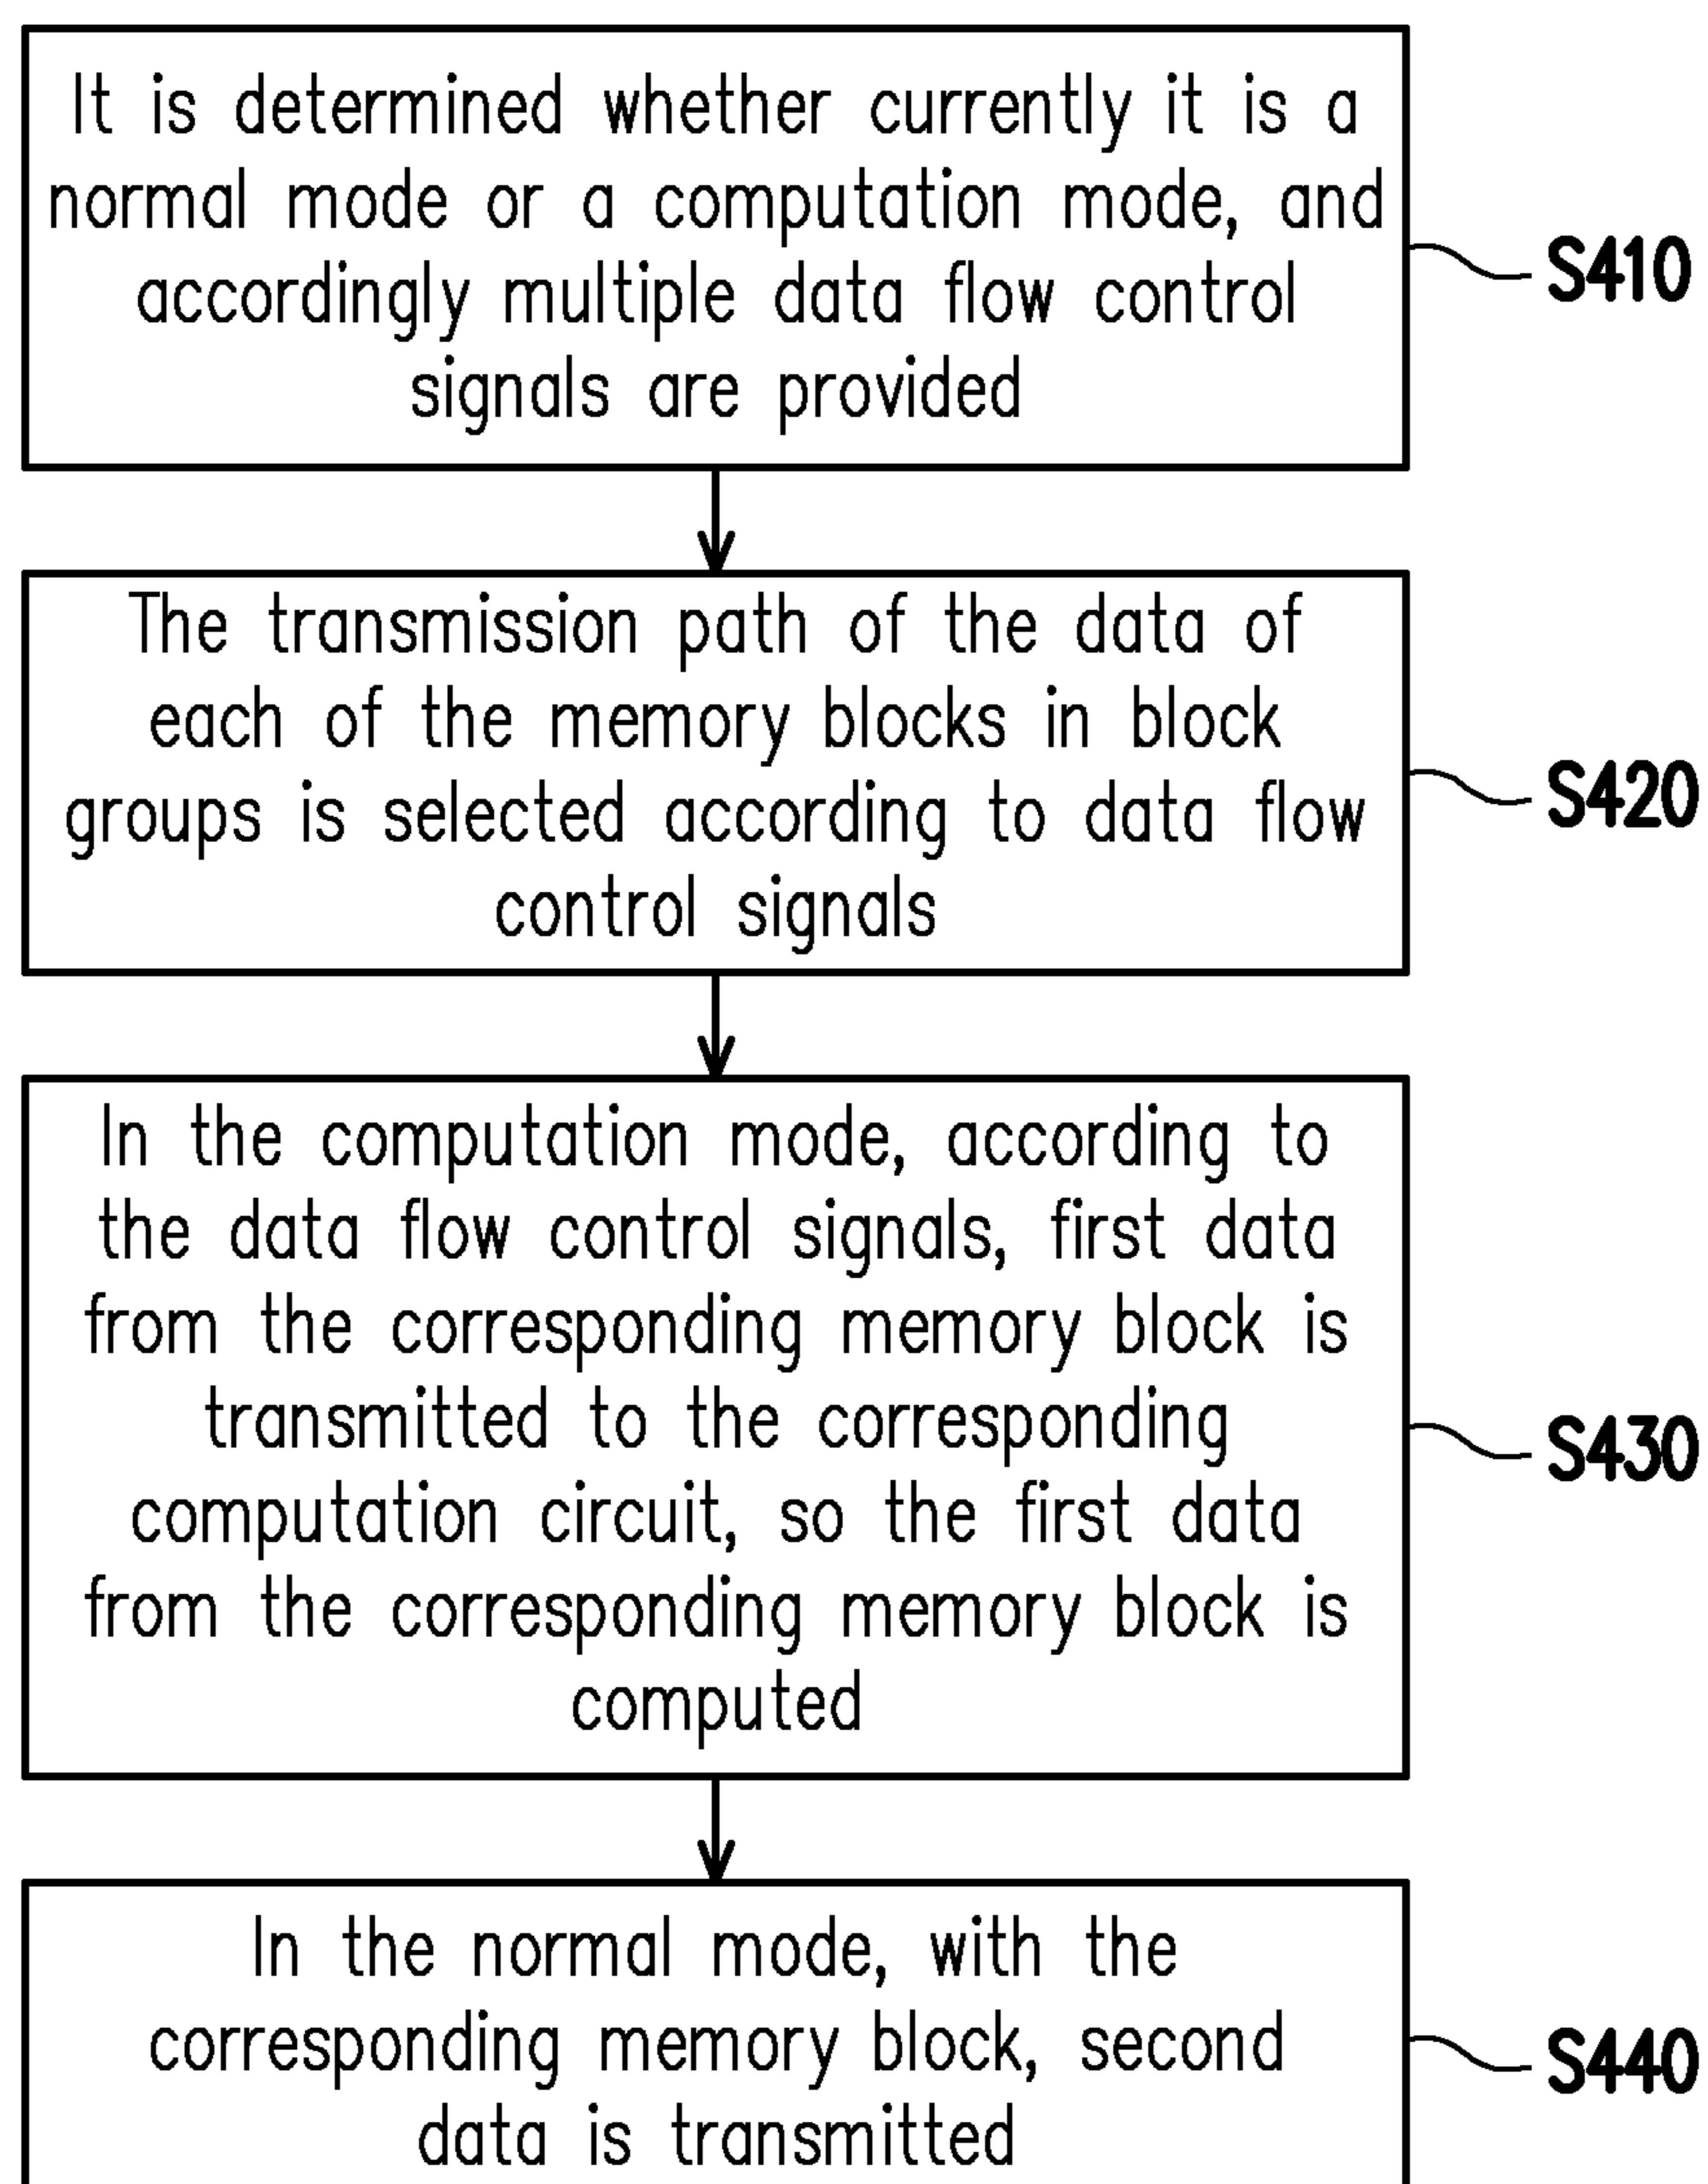 It is determined whether currently it is a
normal mode or a computation mode, and
accordingly multiple data flow control
signals are provided
S410
The transmission path of the data of
each of the memory blocks in block
groups is selected according to data flow
control signals
S420
In the computation mode, according to
the data flow control signals, first data
from the corresponding memory block is
transmitted to the corresponding
computation circuit, so the first data
from the corresponding memory block is
computed
S430
In the normal mode, with the
corresponding memory block, second
data is transmitted
S440